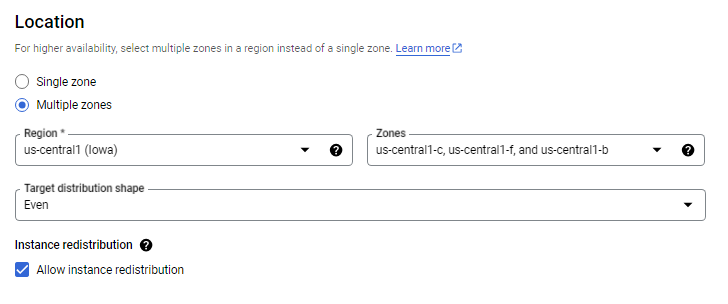 Location
For higher availability, select multiple zones in a region instead of a single zone. Learn more
Single zone
Multiple zones
Region *
us-central1 (Iowa)
Zones
us-central1-c, us-central1-f, and us-central1-b
Target distribution shape
Even
Instance redistribution
Allow instance redistribution